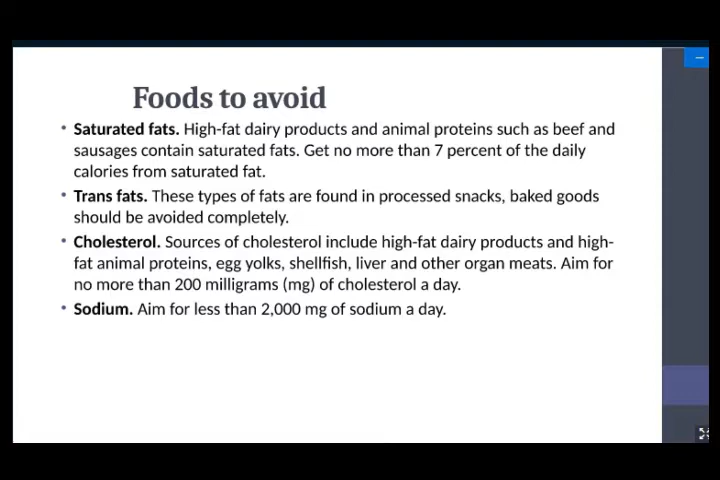 Foods to avoid
• Saturated fats. High-fat dairy products and animal proteins such as beef and
sausages contain saturated fats. Get no more than 7 percent of the daily
calories from saturated fat.
• Trans fats. These types of fats are found in processed snacks, baked goods
should be avoided completely.
• Cholesterol. Sources of cholesterol include high-fat dairy products and high-
fat animal proteins, egg yolks, shellfish, liver and other organ meats. Aim for
no more than 200 milligrams (mg) of cholesterol a day.
• Sodium. Aim for less than 2,000 mg of sodium a day.